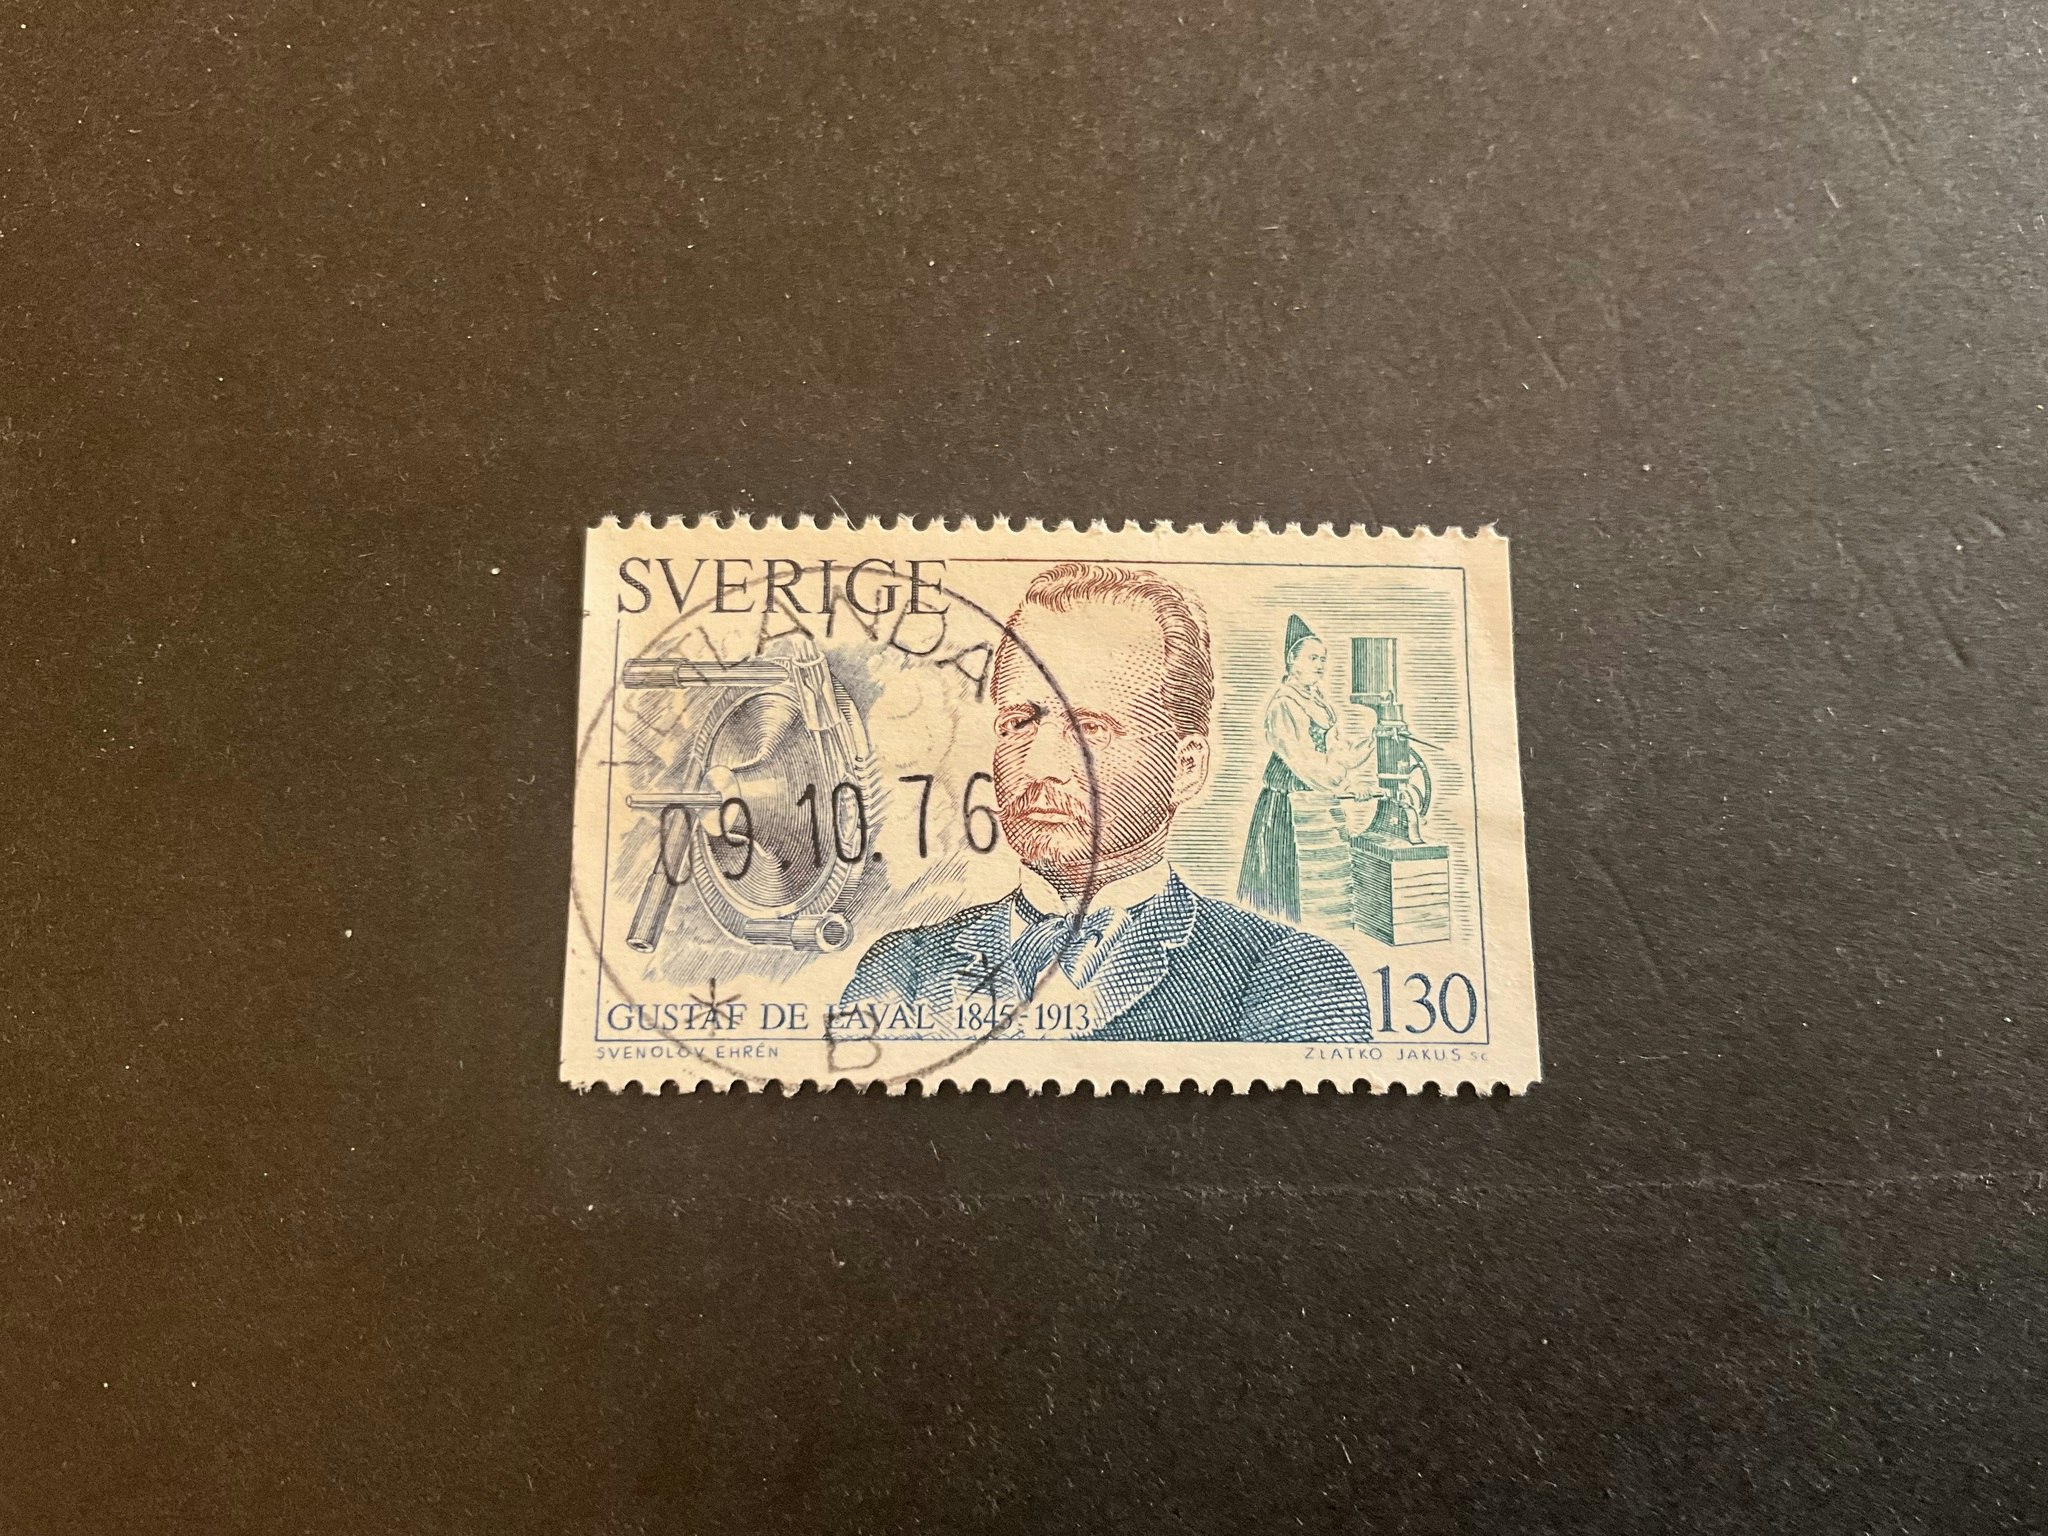 SVERIGE
09.10.76
GUSTAF DE LAVAL 1845-1913
130
B
SVENOLOV EHRÉN
ZLATKO JAKUS sc